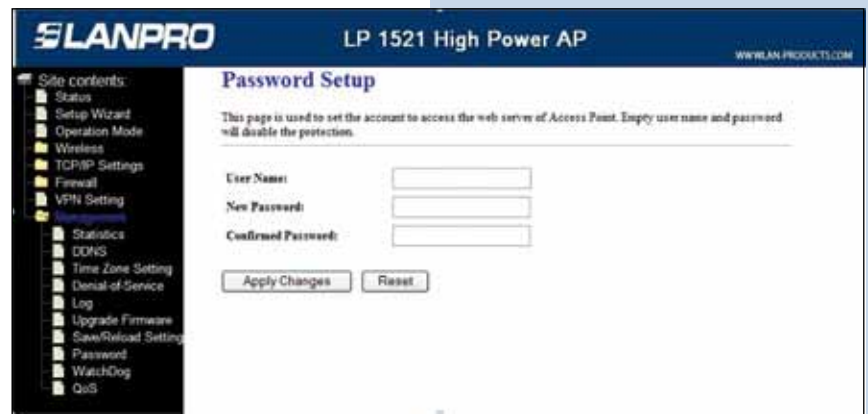 LANPRO
LP 1521 High Power AP
WWW.LAN-PRODUCTS.COM
Site contents:
Status
Setup Wizard
Operation Mode
Wireless
TCP/IP Settings
Firewall
VPN Setting
Management
Statistics
DDNS
Time Zone Setting
Denial-of-Service
Log
Upgrade Firmware
Save/Reload Setting
Password
WatchDog
QoS
Password Setup
This page is used to set the account to access the web server of Access Point. Empty user name and password
will disable the protection.
User Name:
New Password:
Confirmed Password:
Apply Changes
Reset